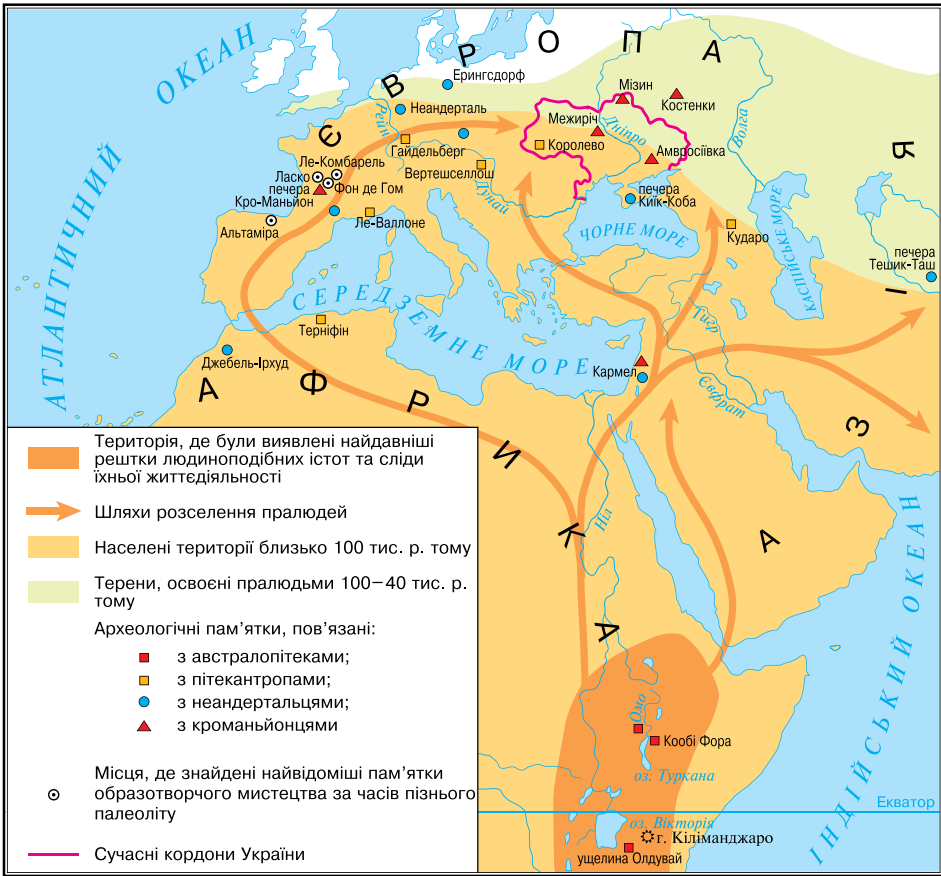 ОКЕАН
АТЛАНТИЧНИЙ
ЄВРОПА
АЗІЯ
АФРИКА
Ерингсдорф
Неандерталь
Рейн
Гайдельберг
Вертешселлош
Дунай
Мізин
Костенки
Межиріч
Дніпро
Королево
Амвросіївка
Волга
Ле-Комбарель
Ласко
печера
Кро-Маньйон
Фон де Гом
Альтаміра
Ле-Валлоне
печера
Киїк-Коба
ЧОРНЕ МОРЕ
Кударо
КАСПІЙСЬКЕ МОРЕ
печера
Тешик-Таш
СЕРЕДЗЕМНЕ МОРЕ
Терніфін
Джебель-Ірхуд
Кармел
Тигр
Євфрат
Ніл
Омо
Кообі Фора
оз. Туркана
Екватор
оз. Вікторія
г. Кіліманджаро
ущелина Олдувай
ІНДІЙСЬКИЙ ОКЕАН
Територія, де були виявлені найдавніші
рештки людиноподібних істот та сліди
їхньої життєдіяльності
Шляхи розселення пралюдей
Населені території близько 100 тис. р. тому
Терени, освоєні пралюдьми 100–40 тис. р.
тому
Археологічні пам’ятки, пов’язані:
з австралопітеками;
з пітекантропами;
з неандертальцями;
з кроманьйонцями
Місця, де знайдені найвідоміші пам’ятки
образотворчого мистецтва за часів пізнього
палеоліту
Сучасні кордони України